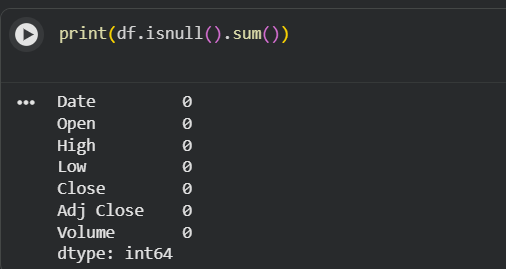 print(df.isnull().sum())
Date 0
Open 0
High 0
Low 0
Close 0
Adj Close 0
Volume 0
dtype: int64